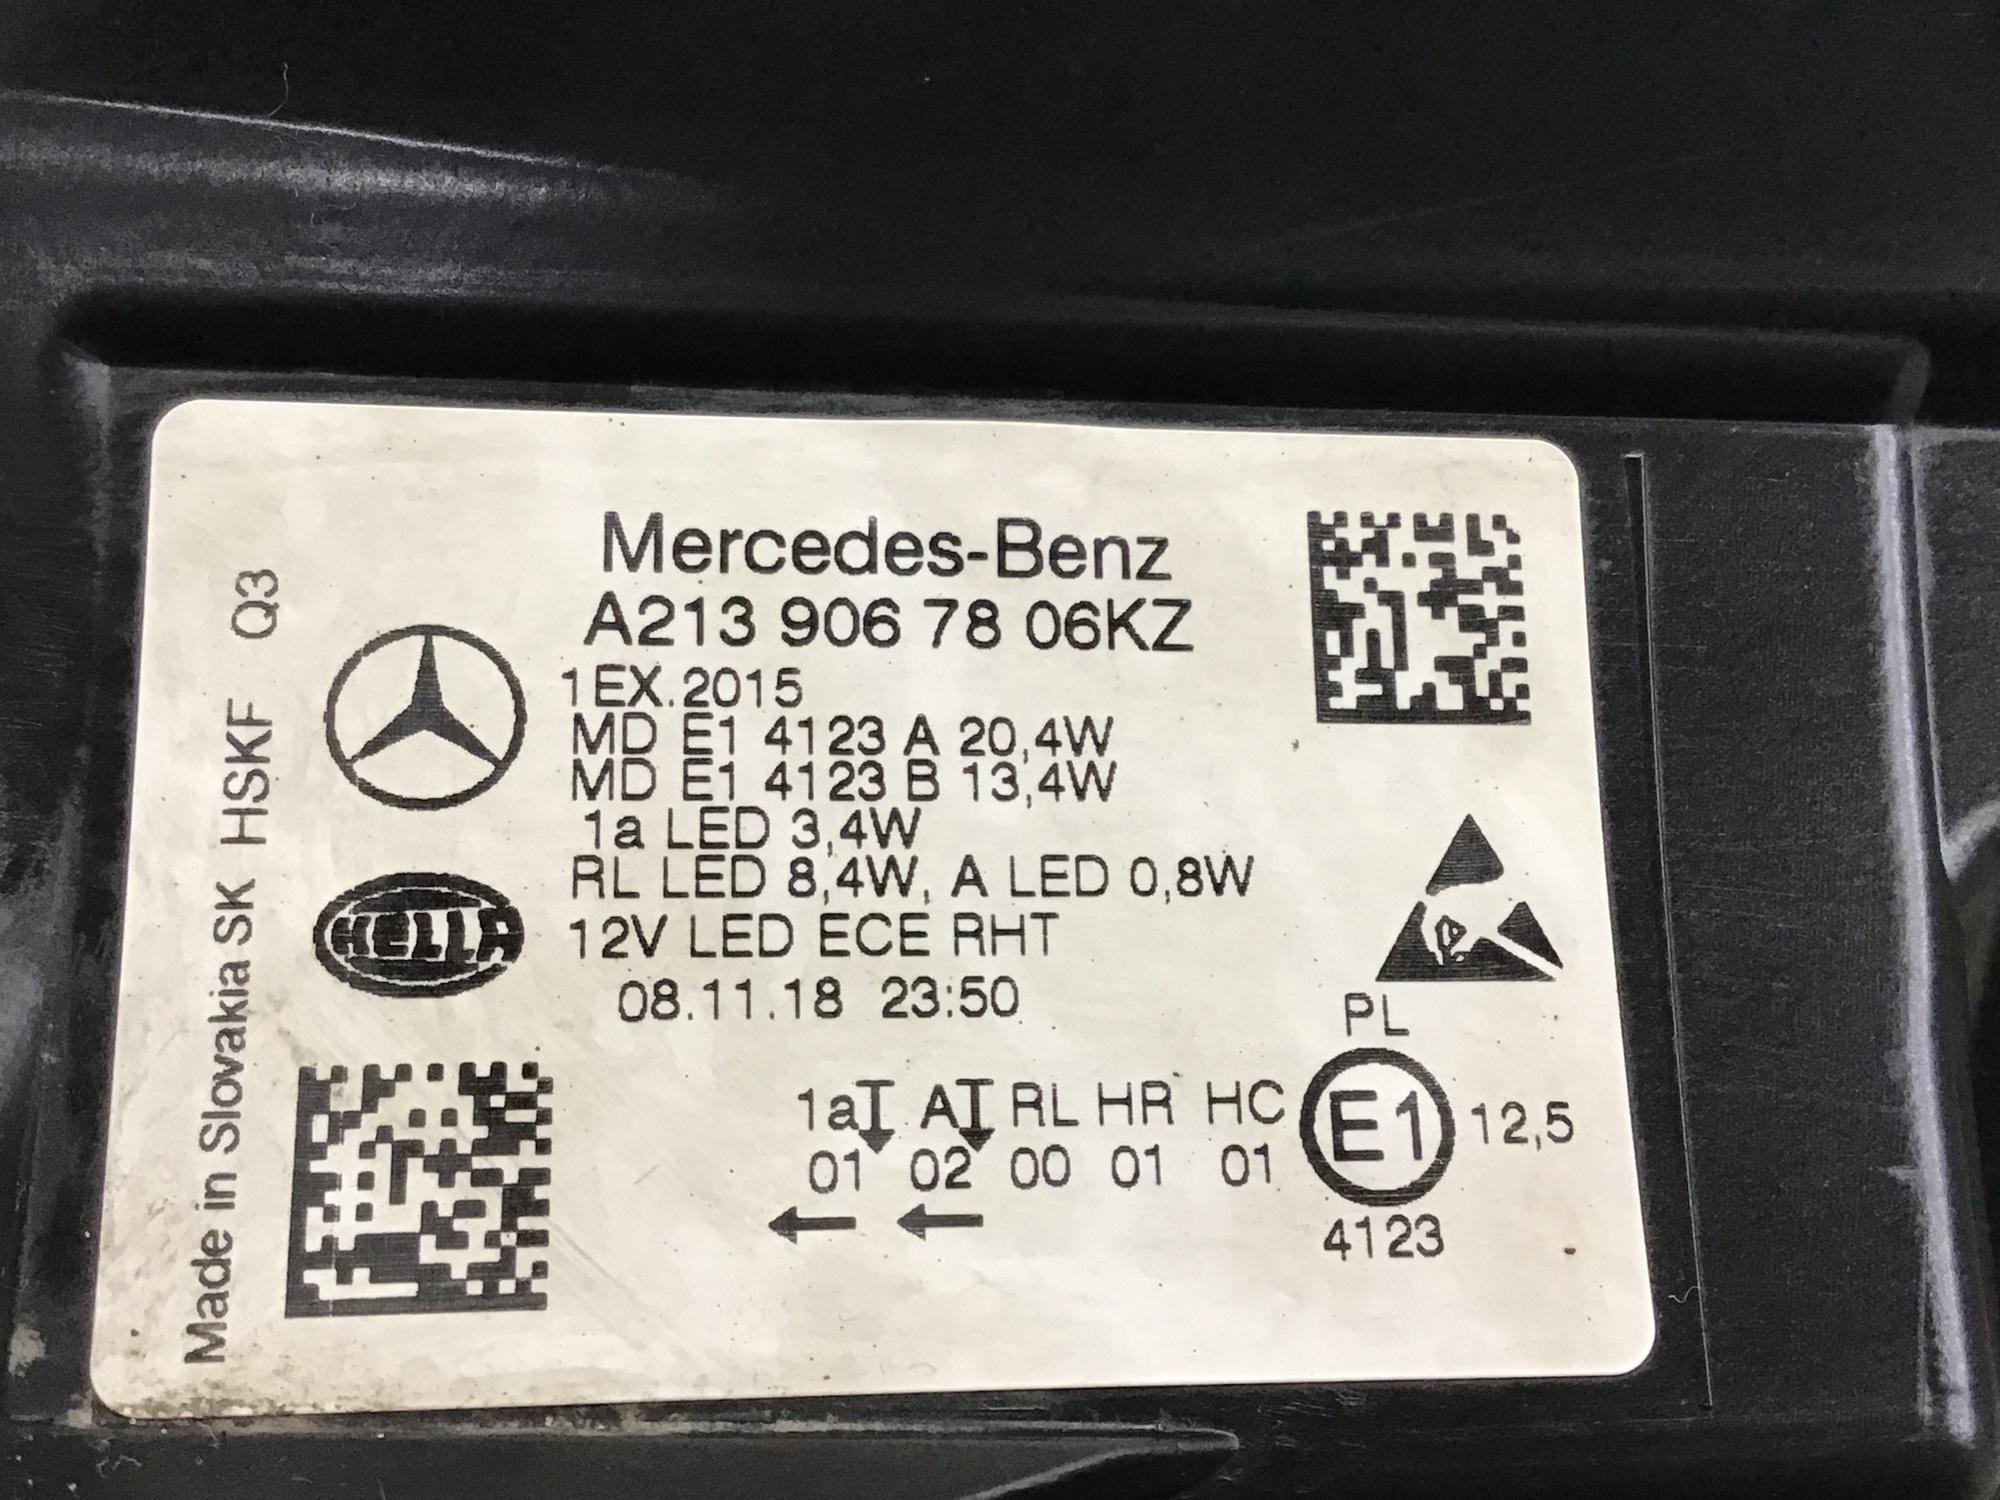 Mercedes-Benz
A213 906 78 06KZ
1EX.2015
MD E1 4123 A 20,4W
MD E1 4123 B 13,4W
1a LED 3,4W
RL LED 8,4W, A LED 0,8W
12V LED ECE RHT
08.11.18 23:50
HELLA
Made in Slovakia SK HSKF Q3
PL
1a A RL HR HC E1 12,5
01 02 00 01 01
4123